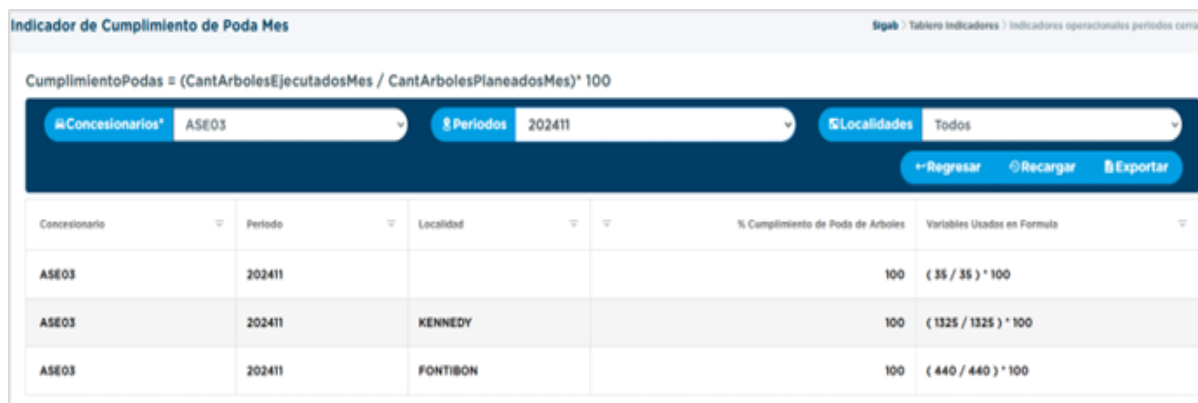 Indicador de Cumplimiento de Poda Mes
Sigab > Tablero Indicadores > Indicadores operacionales periodos cerra
CumplimientoPodas = (CantArbolesEjecutadosMes / CantArbolesPlaneadosMes)* 100
Concesionarios* ASE03 Periodos 202411 Localidades Todos
Regresar Recargar Exportar
Concesionario Periodo Localidad % Cumplimiento de Poda de Arboles Variables Usadas en Formula
ASE03 202411 100 ( 35 / 35 ) * 100
ASE03 202411 KENNEDY 100 ( 1325 / 1325 ) * 100
ASE03 202411 FONTIBON 100 ( 440 / 440 ) * 100